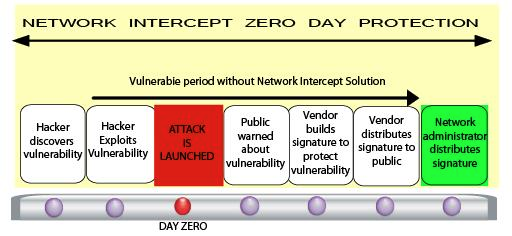 NETWORK INTERCEPT ZERO DAY PROTECTION
Vulnerable period without Network Intercept Solution
Hacker
discovers
vulnerability
Hacker
Exploits
Vulnerability
ATTACK
IS
LAUNCHED
Public
warned
about
vulnerability
Vendor
builds
signature to
protect
vulnerability
Vendor
distributes
signature to
public
Network
administrator
distributes
signature
DAY ZERO